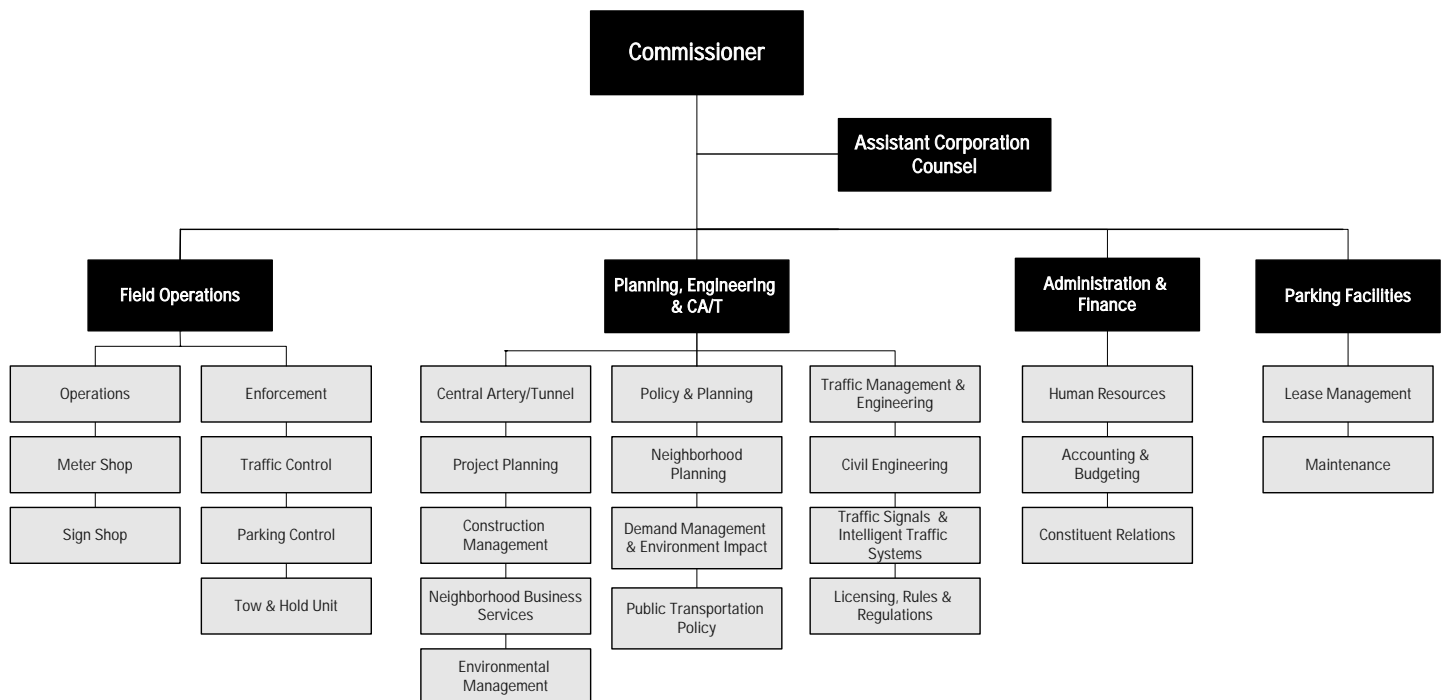 Commissioner
Assistant Corporation
Counsel
Field Operations
Planning, Engineering
& CA/T
Administration &
Finance
Parking Facilities
Operations
Meter Shop
Sign Shop
Enforcement
Traffic Control
Parking Control
Tow & Hold Unit
Central Artery/Tunnel
Project Planning
Construction
Management
Neighborhood Business
Services
Environmental
Management
Policy & Planning
Neighborhood
Planning
Demand Management
& Environment Impact
Public Transportation
Policy
Traffic Management &
Engineering
Civil Engineering
Traffic Signals &
Intelligent Traffic
Systems
Licensing, Rules &
Regulations
Human Resources
Accounting &
Budgeting
Constituent Relations
Lease Management
Maintenance